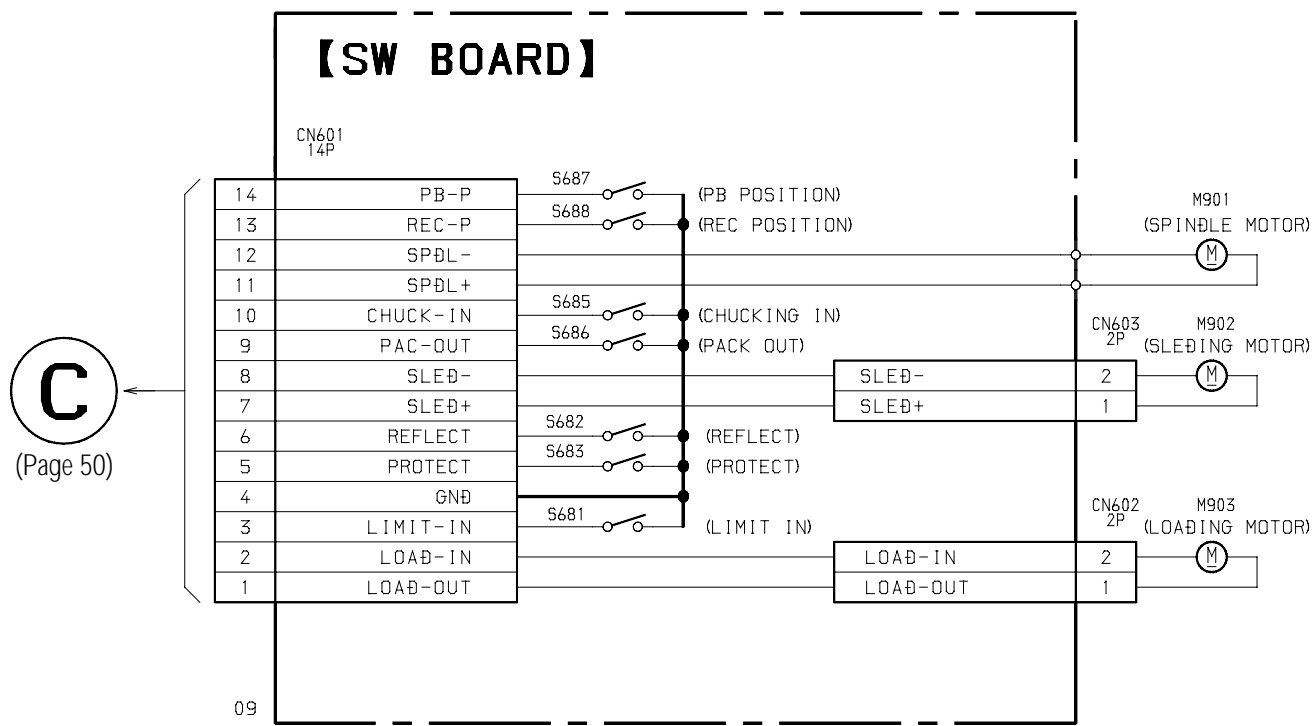 【SW BOARD】
CN601
14P
14 PB-P S687 (PB POSITION)
13 REC-P S688 (REC POSITION)
12 SPDL-
11 SPDL+
M901
(SPINDLE MOTOR)
M
10 CHUCK-IN S685 (CHUCKING IN)
9 PAC-OUT S686 (PACK OUT)
8 SLED- SLED- 2
7 SLED+ SLED+ 1
CN603
2P
M902
(SLEDING MOTOR)
M
6 REFLECT S682 (REFLECT)
5 PROTECT S683 (PROTECT)
4 GND
3 LIMIT-IN S681 (LIMIT IN)
2 LOAD-IN LOAD-IN 2
1 LOAD-OUT LOAD-OUT 1
CN602
2P
M903
(LOADING MOTOR)
M
C
(Page 50)
09